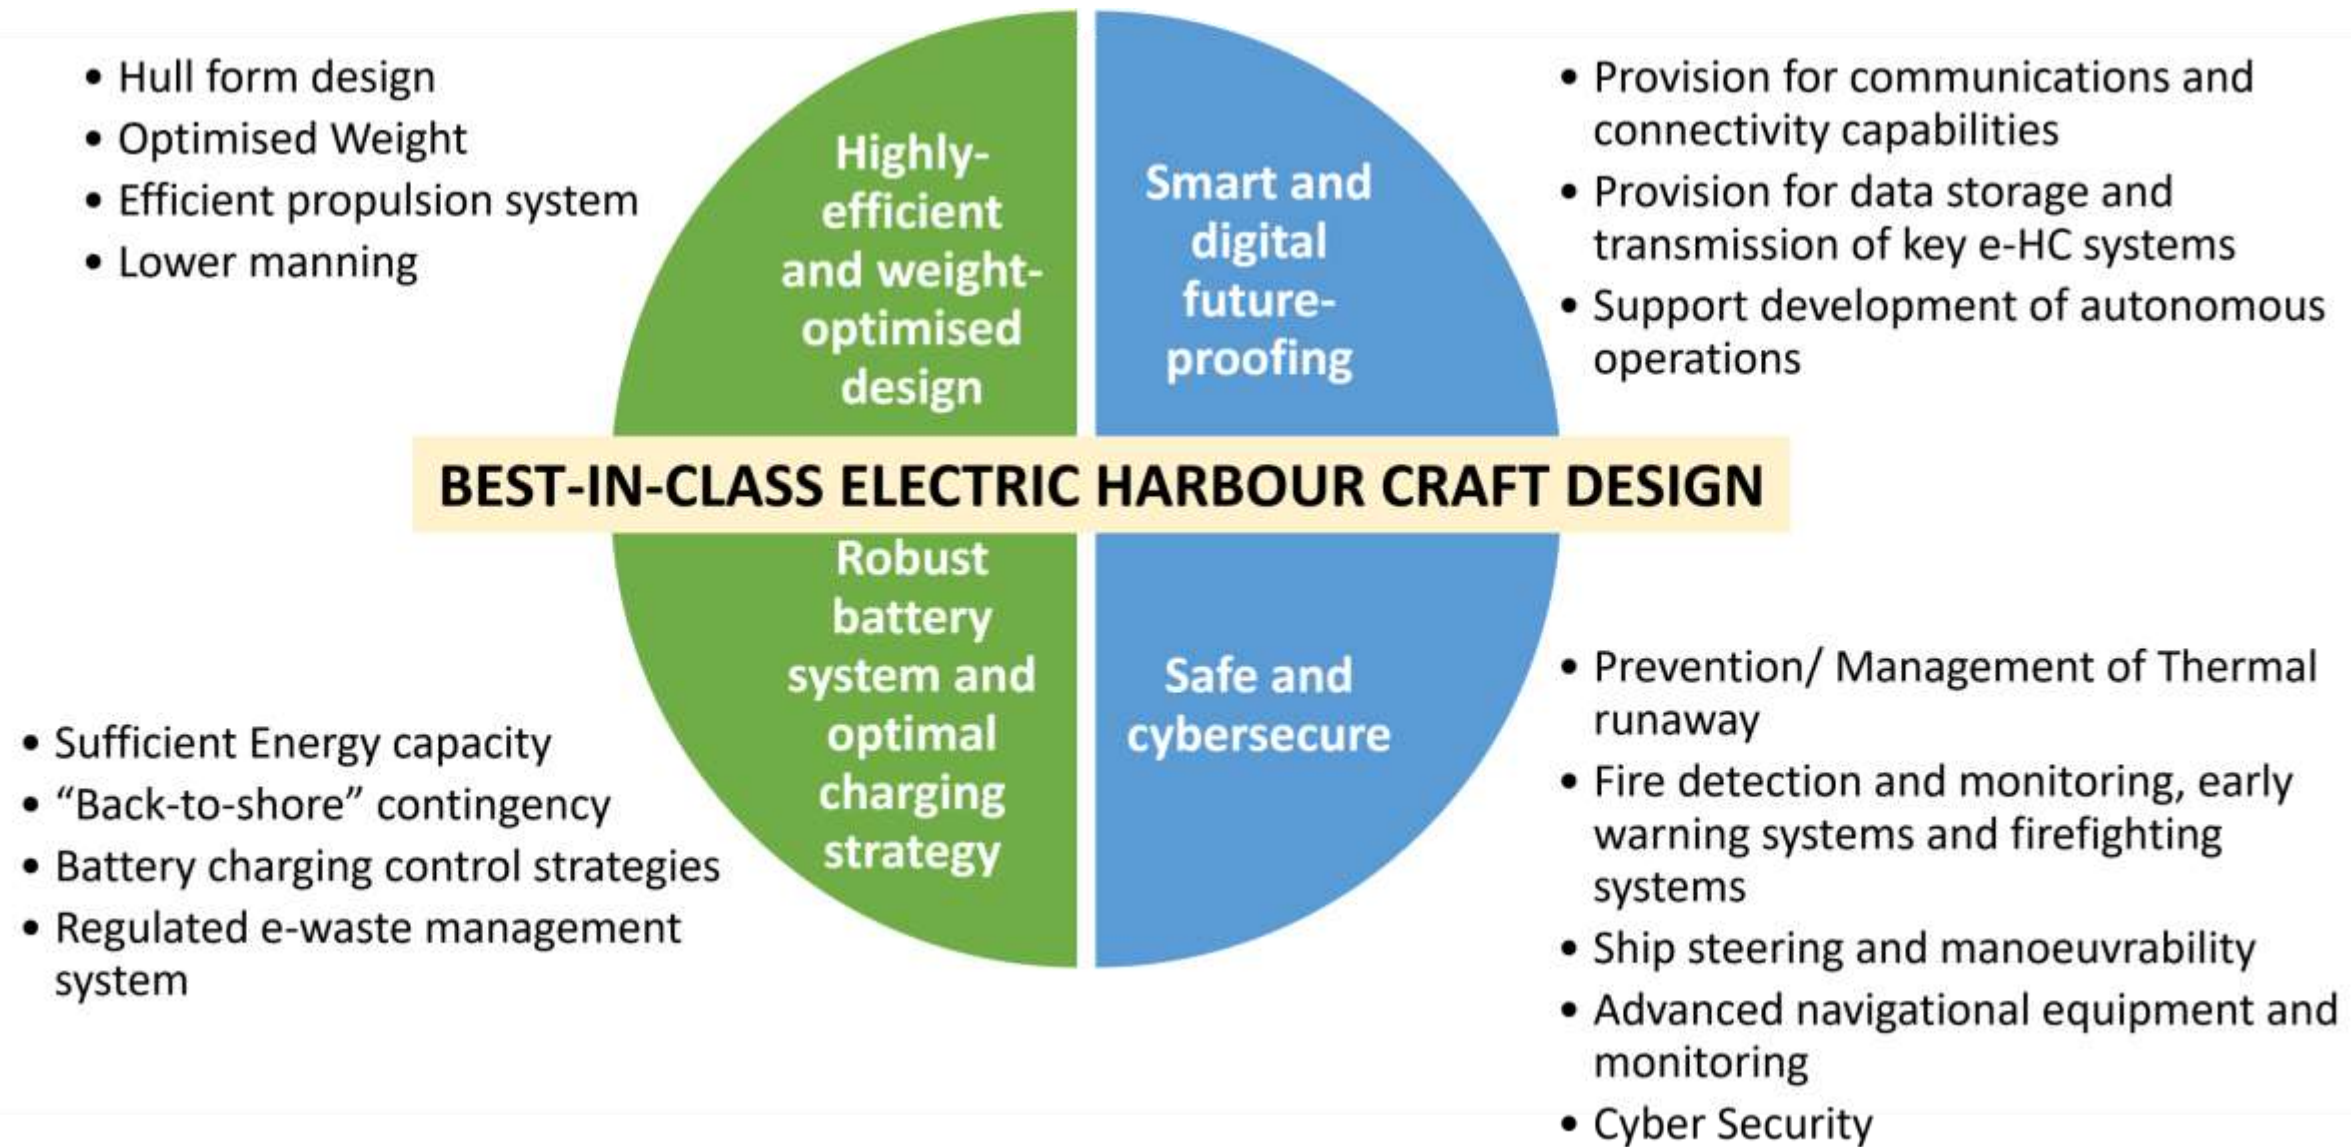 • Hull form design
• Optimised Weight
• Efficient propulsion system
• Lower manning
Highly-
efficient
and weight-
optimised
design
Smart and
digital
future-
proofing
• Provision for communications and
connectivity capabilities
• Provision for data storage and
transmission of key e-HC systems
• Support development of autonomous
operations
BEST-IN-CLASS ELECTRIC HARBOUR CRAFT DESIGN
• Sufficient Energy capacity
• “Back-to-shore” contingency
• Battery charging control strategies
• Regulated e-waste management
system
Robust
battery
system and
optimal
charging
strategy
Safe and
cybersecure
• Prevention/ Management of Thermal
runaway
• Fire detection and monitoring, early
warning systems and firefighting
systems
• Ship steering and manoeuvrability
• Advanced navigational equipment and
monitoring
• Cyber Security